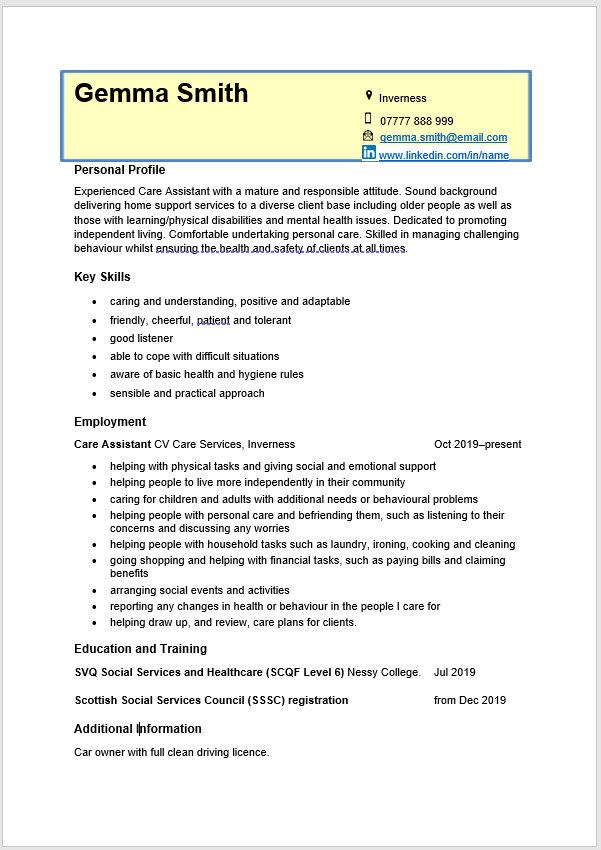 Gemma Smith
Inverness
07777 888 999
gemma.smith@email.com
in www.linkedin.com/in/name
Personal Profile
Experienced Care Assistant with a mature and responsible attitude. Sound background
delivering home support services to a diverse client base including older people as well as
those with learning/physical disabilities and mental health issues. Dedicated to promoting
independent living. Comfortable undertaking personal care. Skilled in managing challenging
behaviour whilst ensuring the health and safety of clients at all times.
Key Skills
• caring and understanding, positive and adaptable
• friendly, cheerful, patient and tolerant
• good listener
• able to cope with difficult situations
• aware of basic health and hygiene rules
• sensible and practical approach
Employment
Care Assistant CV Care Services, Inverness Oct 2019–present
• helping with physical tasks and giving social and emotional support
• helping people to live more independently in their community
• caring for children and adults with additional needs or behavioural problems
• helping people with personal care and befriending them, such as listening to their
concerns and discussing any worries
• helping people with household tasks such as laundry, ironing, cooking and cleaning
• going shopping and helping with financial tasks, such as paying bills and claiming
benefits
• arranging social events and activities
• reporting any changes in health or behaviour in the people I care for
• helping draw up, and review, care plans for clients.
Education and Training
SVQ Social Services and Healthcare (SCQF Level 6) Nessy College. Jul 2019
Scottish Social Services Council (SSSC) registration from Dec 2019
Additional Information
Car owner with full clean driving licence.